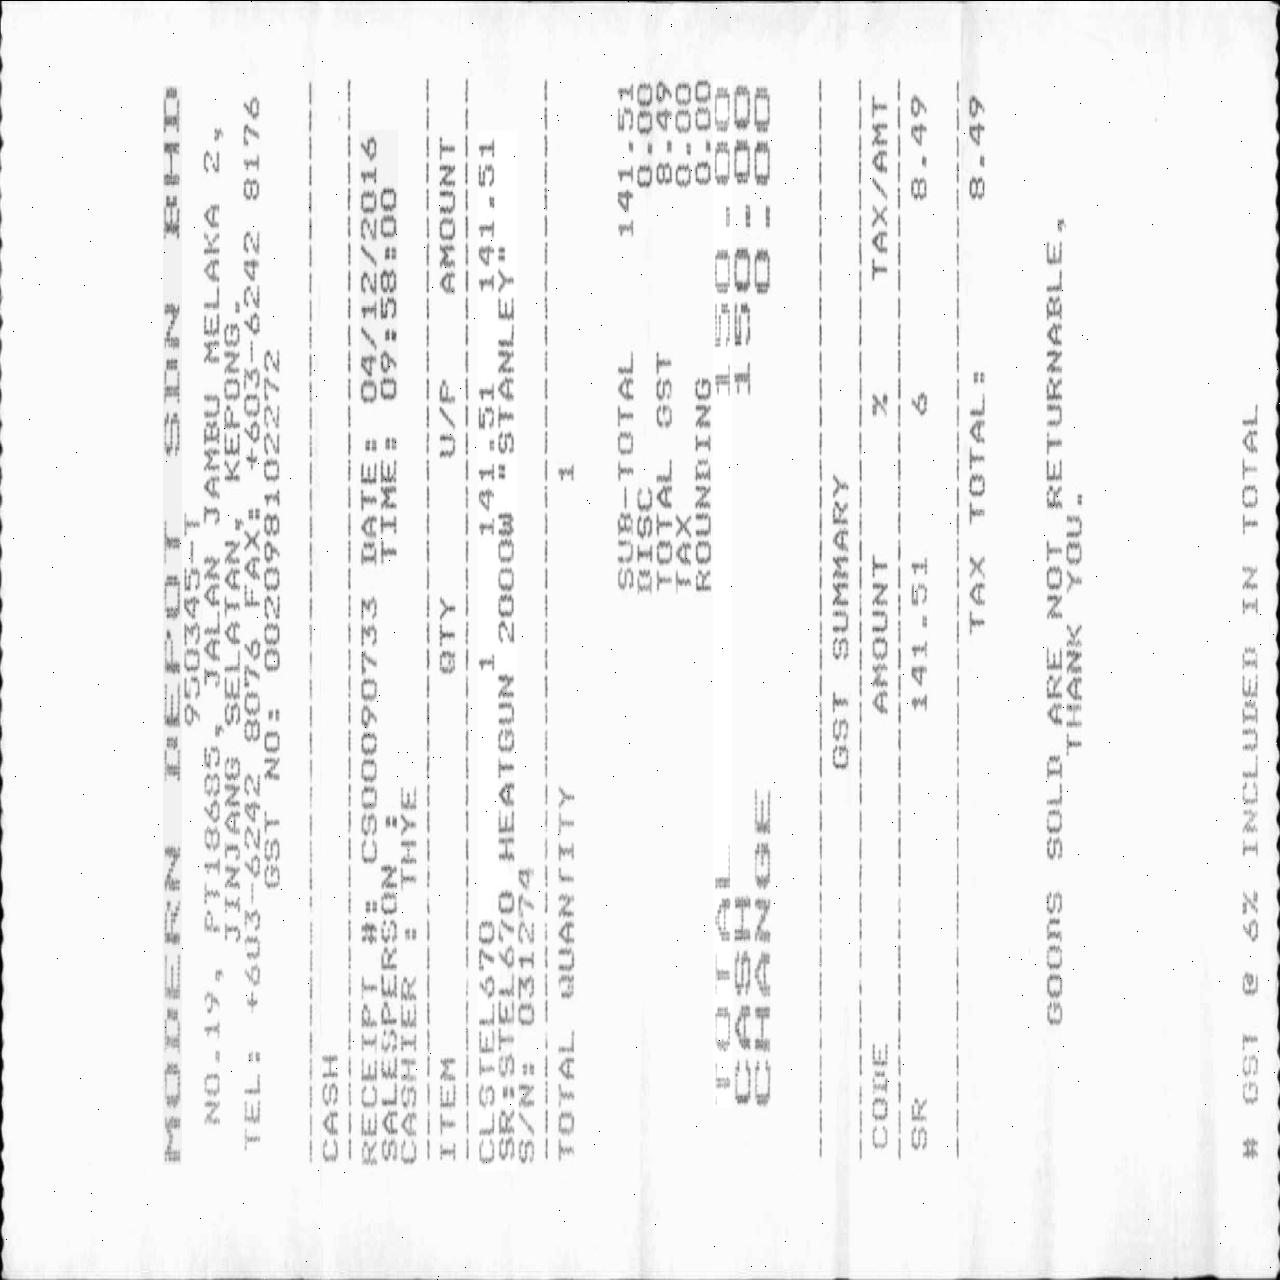 MODERN DEPOT SDN BHD
950345-T
NO.19, PT18685, JALAN JAMBU MELAKA 2,
JINJANG SELATAN, KEPONG.
TEL: +603-6242 8076 FAX: +603-6242 8176
GST NO: 002098102272
CASH
RECEIPT #: CS00090733 DATE: 04/12/2016
SALESPERSON : TIME: 09:58:00
CASHIER : THYE
ITEM QTY U/P AMOUNT
CLSTEL670 1 141.51 141.51
SR:STEL670 HEATGUN 2000W "STANLEY"
S/N: 031274
TOTAL QUANTITY 1
SUB-TOTAL 141.51
DISC 0.00
TOTAL GST 8.49
TAX 0.00
ROUNDING 0.00
TOTAL 150.00
CASH 150.00
CHANGE 0.00
GST SUMMARY
CODE AMOUNT % TAX/AMT
SR 141.51 6 8.49
TAX TOTAL: 8.49
GOODS SOLD ARE NOT RETURNABLE,
THANK YOU.
# GST @ 6% INCLUDED IN TOTAL